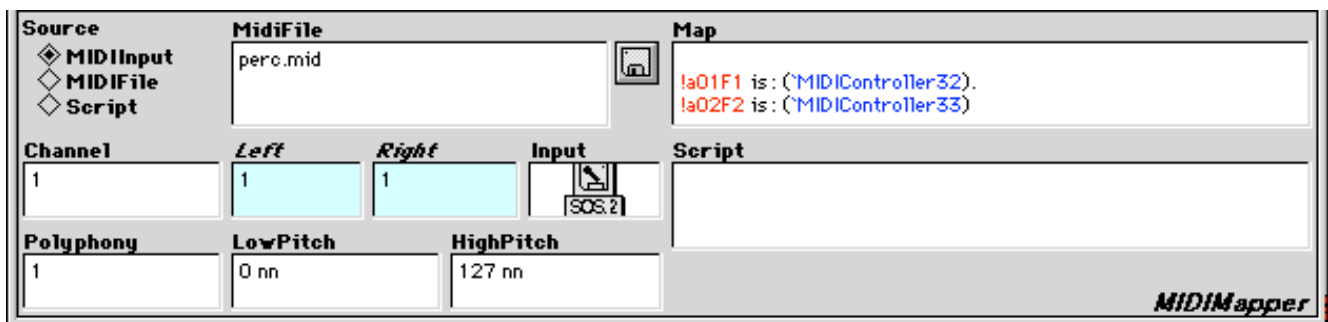 Source
MIDIInput
MIDIFile
Script
MidiFile
perc.mid
Map
!a01F1 is: (`MIDIController32).
!a02F2 is: (`MIDIController33)
Channel
1
Left
1
Right
1
Input
SOS.2
Script
Polyphony
1
LowPitch
0 nn
HighPitch
127 nn
MIDIMapper